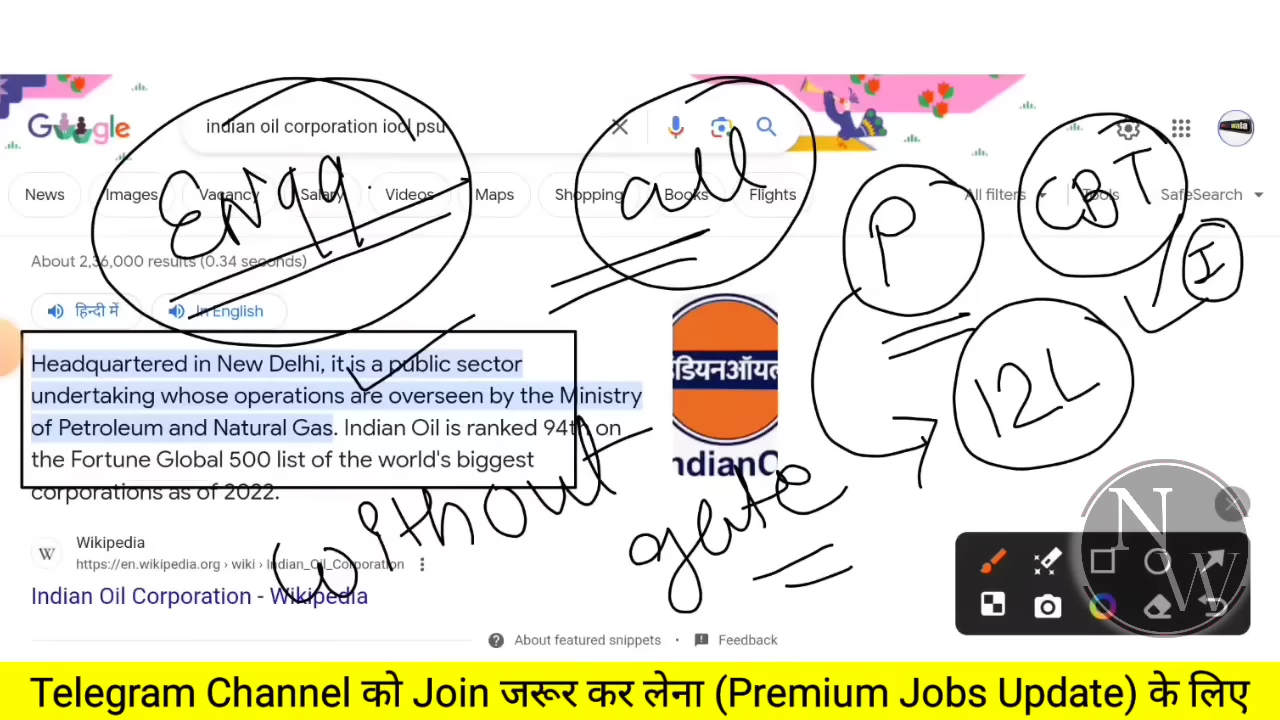 Google
indian oil corporation iocl psu
News Images Vacancy Salary Videos Maps Shopping Books Flights All filters Tools SafeSearch
Engg. all P CBT I
About 2,36,000 results (0.34 seconds)
हिन्दी में In English
12L
Headquartered in New Delhi, it is a public sector
undertaking whose operations are overseen by the Ministry
of Petroleum and Natural Gas. Indian Oil is ranked 94th on
the Fortune Global 500 list of the world's biggest
corporations as of 2022.
इंडियनऑयल
IndianO
without gate
W Wikipedia
https://en.wikipedia.org › wiki › Indian_Oil_Corporation
Indian Oil Corporation - Wikipedia
About featured snippets • Feedback
N W
Telegram Channel को Join जरूर कर लेना (Premium Jobs Update) के लिए